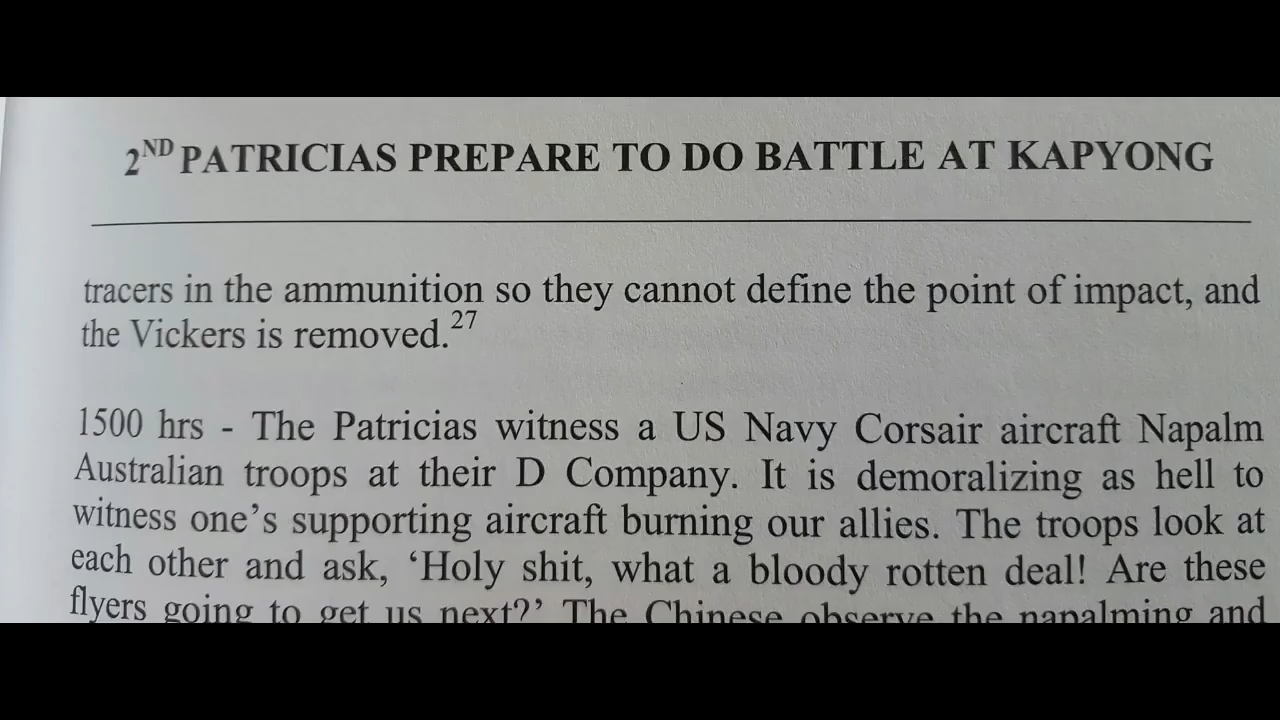 2ND PATRICIAS PREPARE TO DO BATTLE AT KAPYONG
tracers in the ammunition so they cannot define the point of impact, and
the Vickers is removed.27
1500 hrs - The Patricias witness a US Navy Corsair aircraft Napalm
Australian troops at their D Company. It is demoralizing as hell to
witness one’s supporting aircraft burning our allies. The troops look at
each other and ask, ‘Holy shit, what a bloody rotten deal! Are these
flyers going to get us next?’ The Chinese observe the napalming and